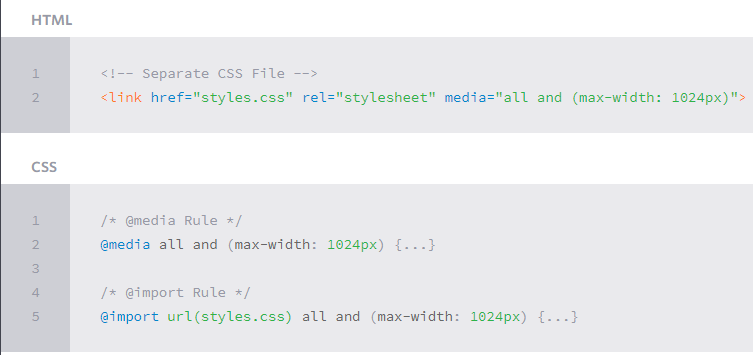 HTML
1 <!-- Separate CSS File -->
2 <link href="styles.css" rel="stylesheet" media="all and (max-width: 1024px)">
CSS
1 /* @media Rule */
2 @media all and (max-width: 1024px) {...}
3
4 /* @import Rule */
5 @import url(styles.css) all and (max-width: 1024px) {...}